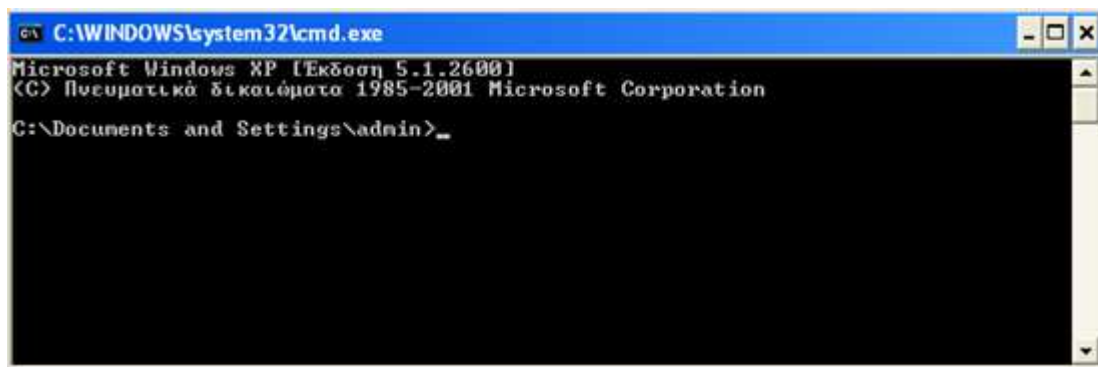 C:\WINDOWS\system32\cmd.exe
Microsoft Windows XP [Έκδοση 5.1.2600]
(C) Πνευματικά δικαιώματα 1985-2001 Microsoft Corporation
C:\Documents and Settings\admin>_